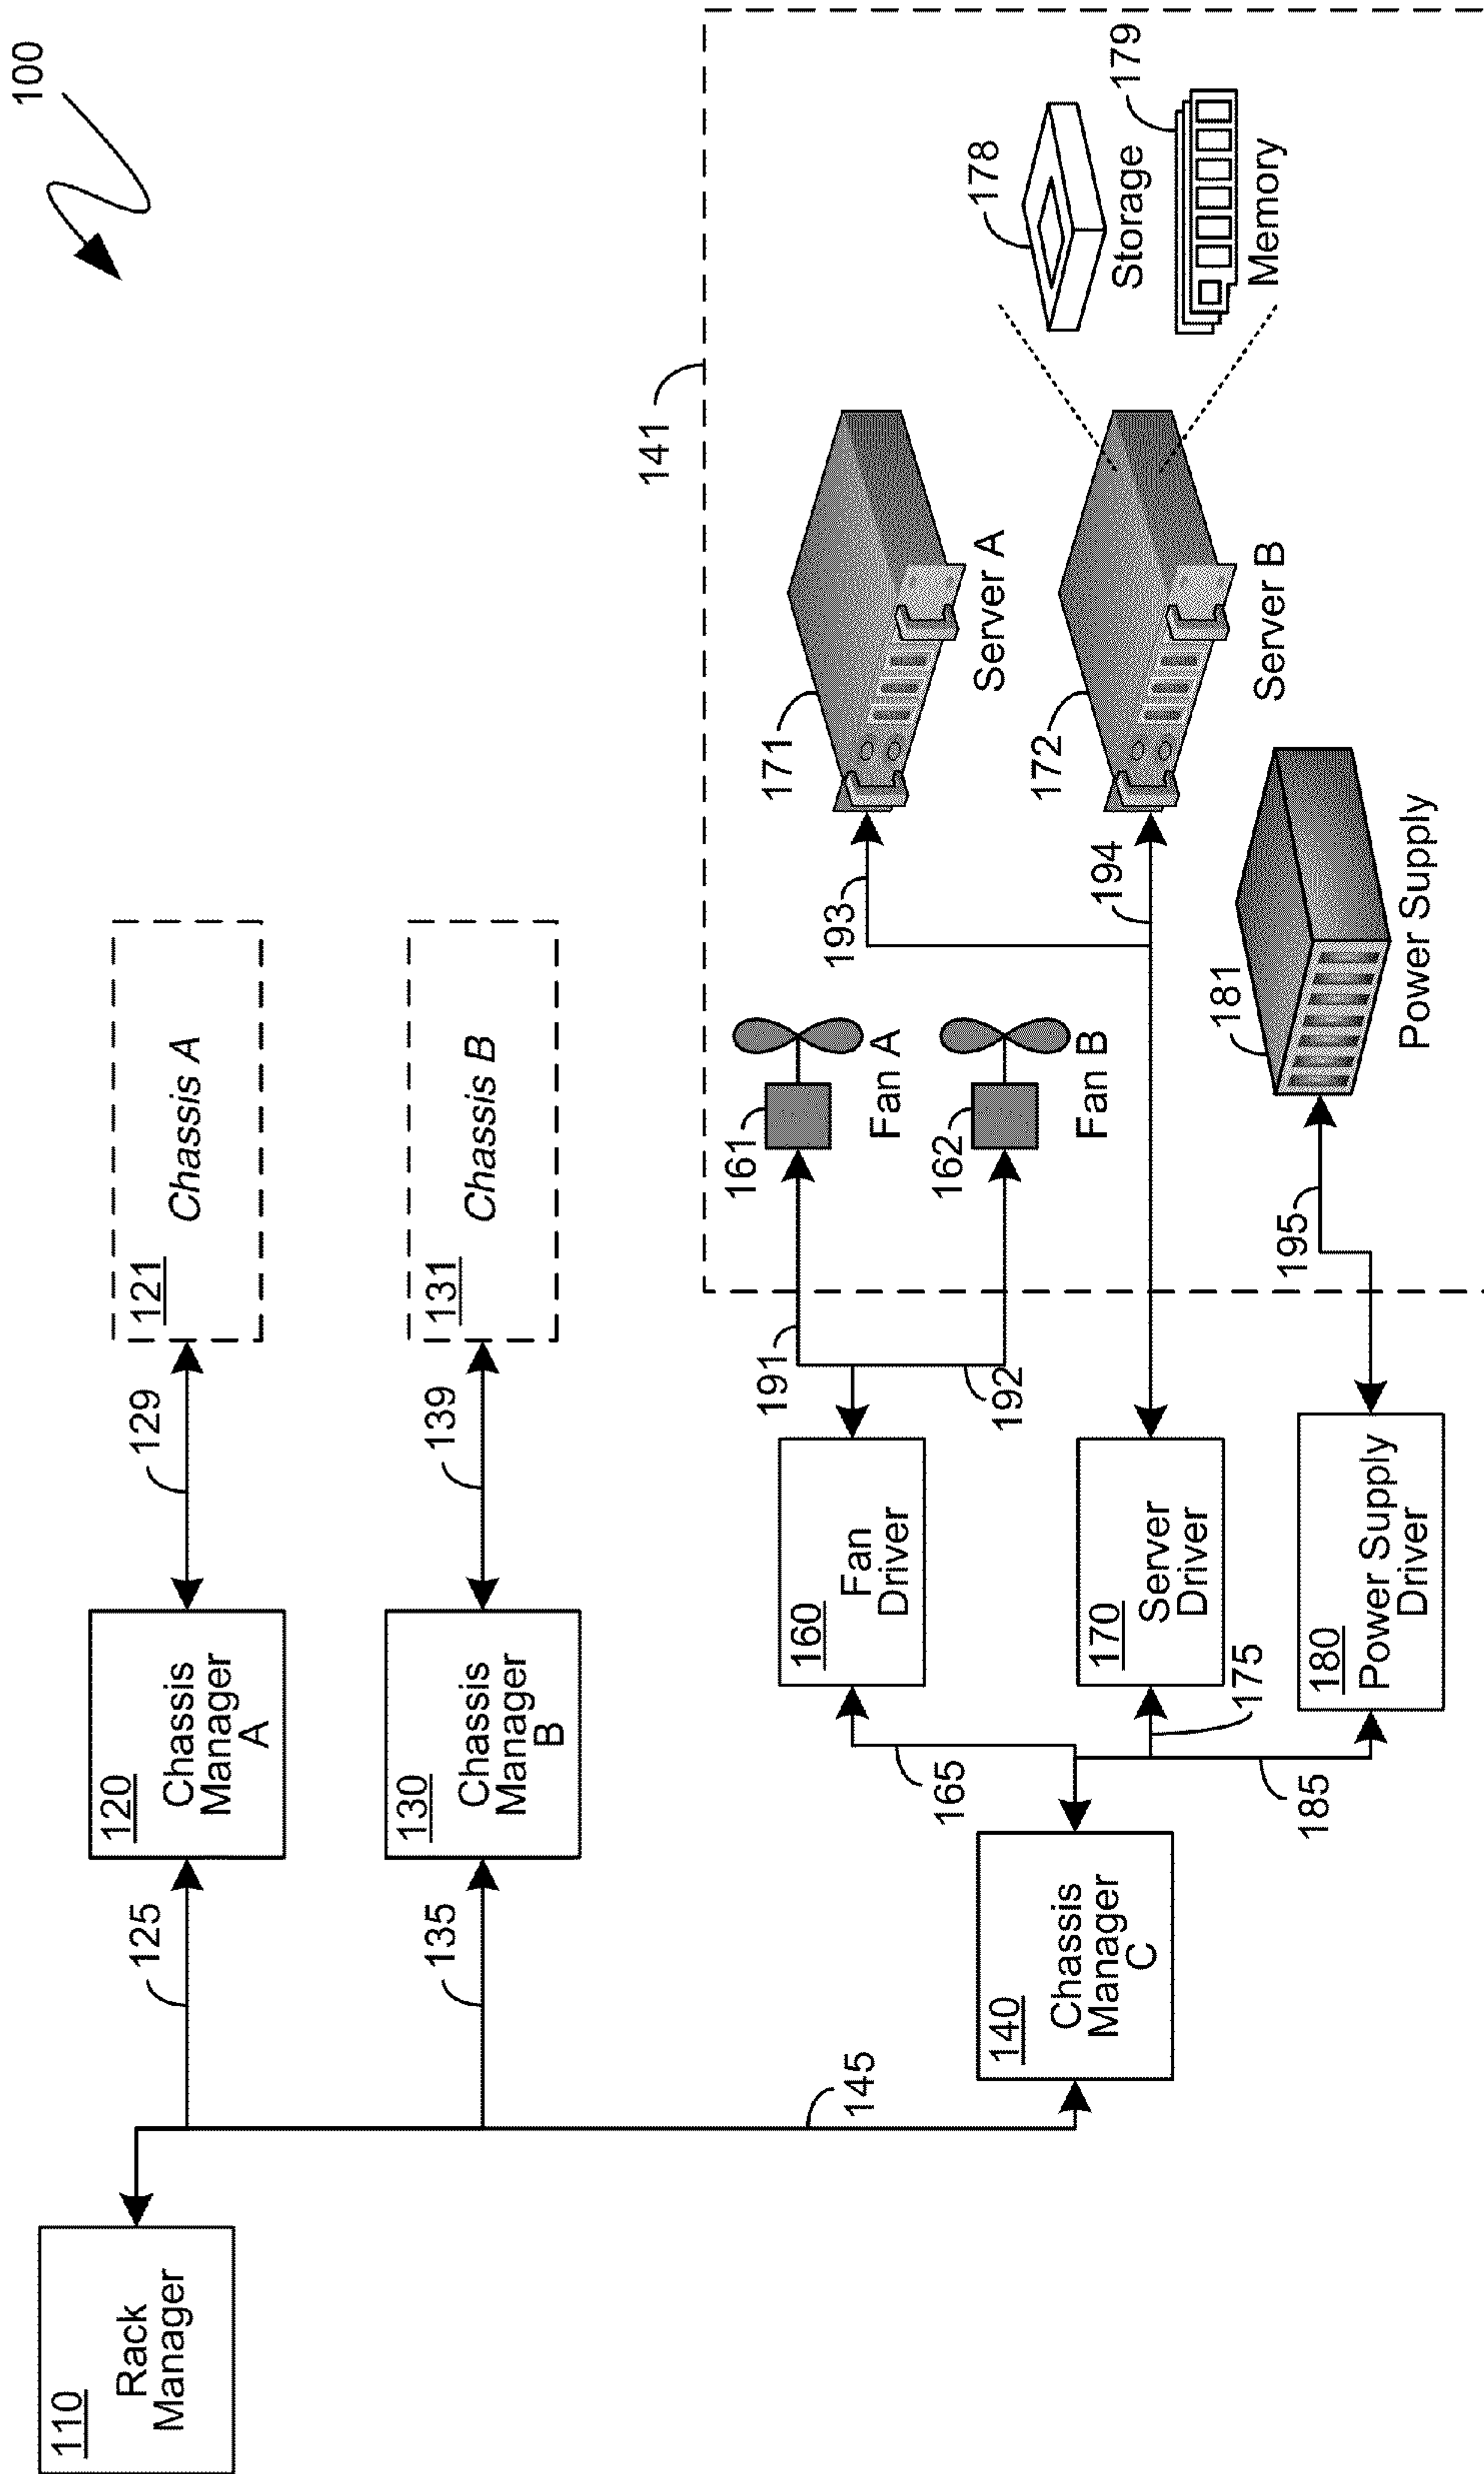 100
110
Rack
Manager
125
120
Chassis
Manager
A
129
121
Chassis A
135
130
Chassis
Manager
B
139
131
Chassis B
145
140
Chassis
Manager
C
165
175
185
160
Fan
Driver
170
Server
Driver
180
Power Supply
Driver
141
191
192
161
Fan A
162
Fan B
193
194
171
Server A
172
Server B
178
Storage
179
Memory
195
181
Power Supply